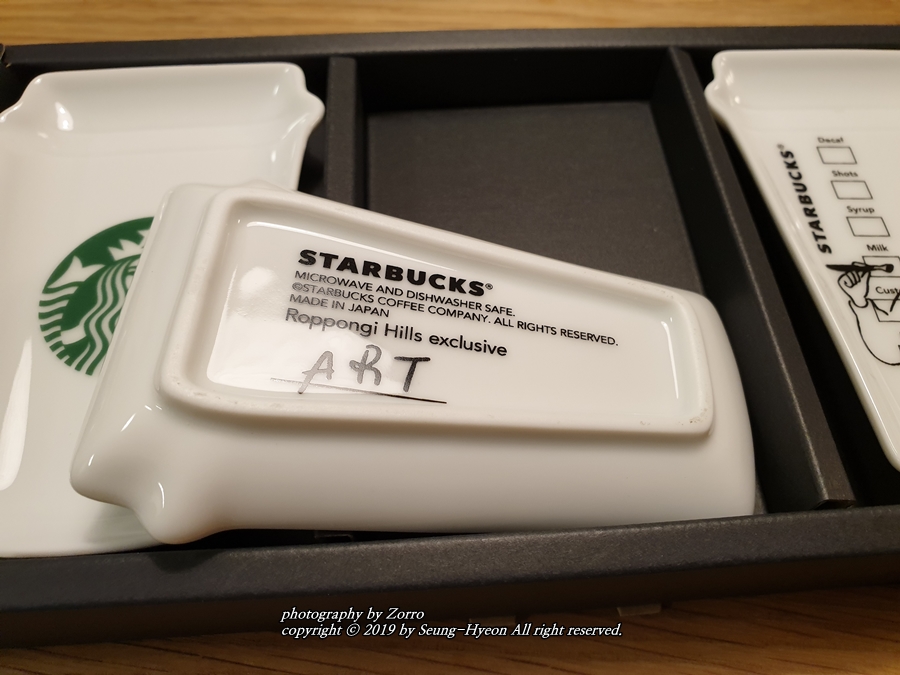 STARBUCKS®
MICROWAVE AND DISHWASHER SAFE.
©STARBUCKS COFFEE COMPANY. ALL RIGHTS RESERVED.
MADE IN JAPAN
Roppongi Hills exclusive
ART
STARBUCKS®
Decaf
Shots
Syrup
Milk
photography by Zorro
copyright © 2019 by Seung-Hyeon All right reserved.